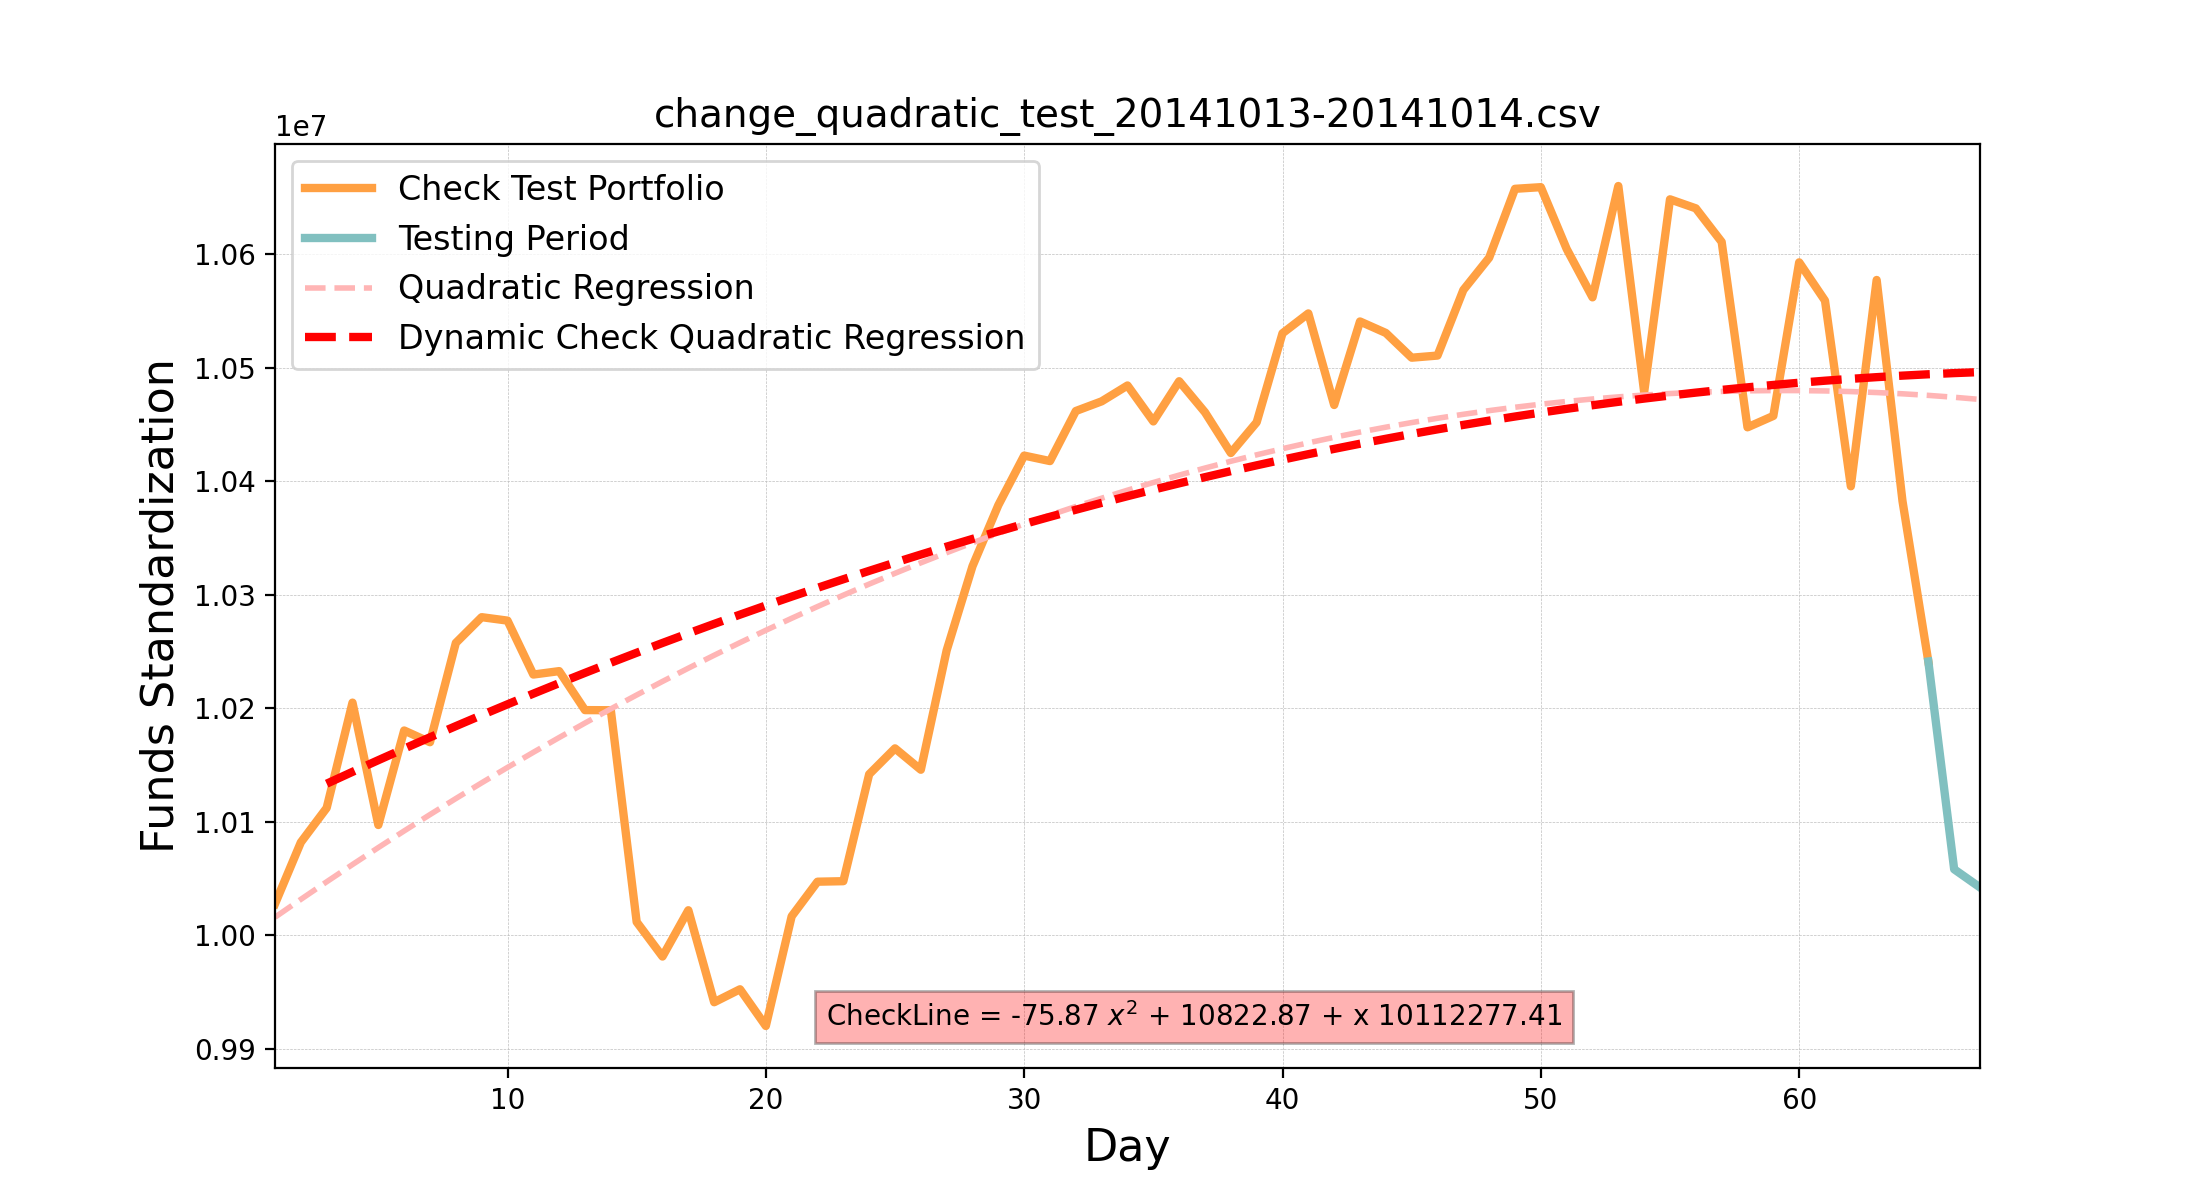 change_quadratic_test_20141013-20141014.csv
1e7
Check Test Portfolio
Testing Period
Quadratic Regression
Dynamic Check Quadratic Regression
Funds Standardization
1.06
1.05
1.04
1.03
1.02
1.01
1.00
0.99
CheckLine = -75.87 x² + 10822.87 + x 10112277.41
10 20 30 40 50 60
Day